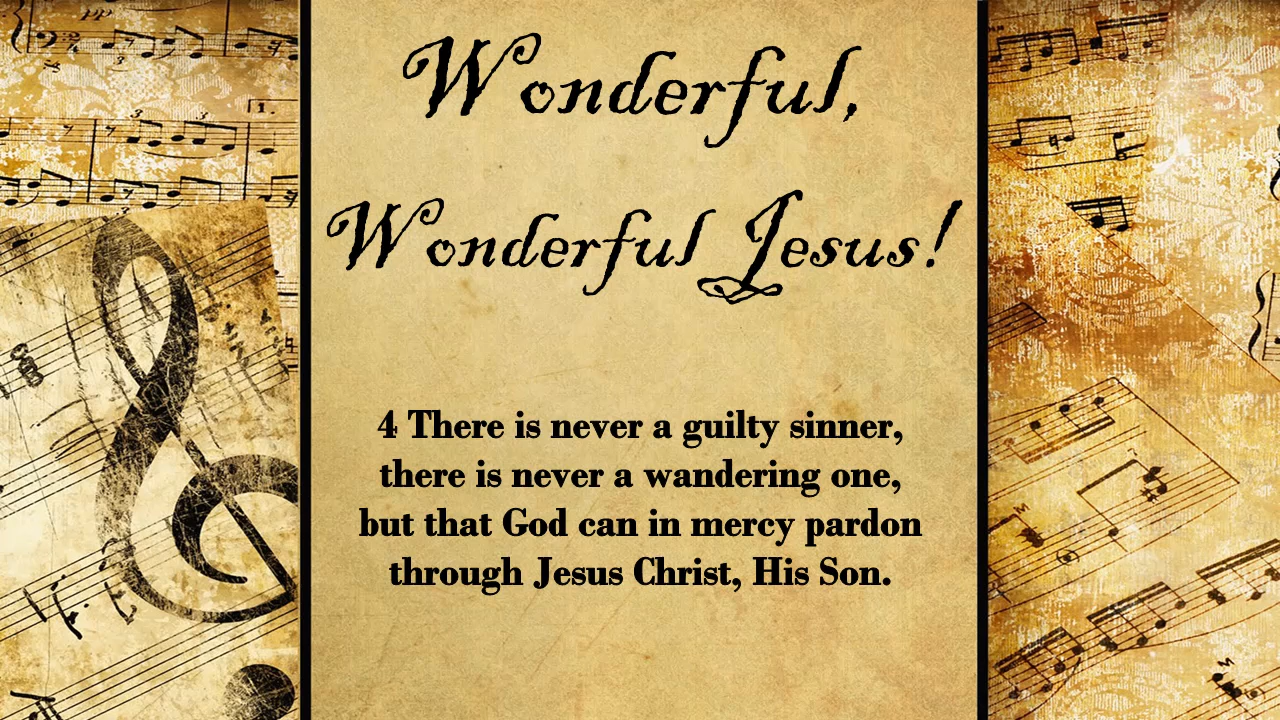 Wonderful,
Wonderful Jesus!
4 There is never a guilty sinner,
there is never a wandering one,
but that God can in mercy pardon
through Jesus Christ, His Son.